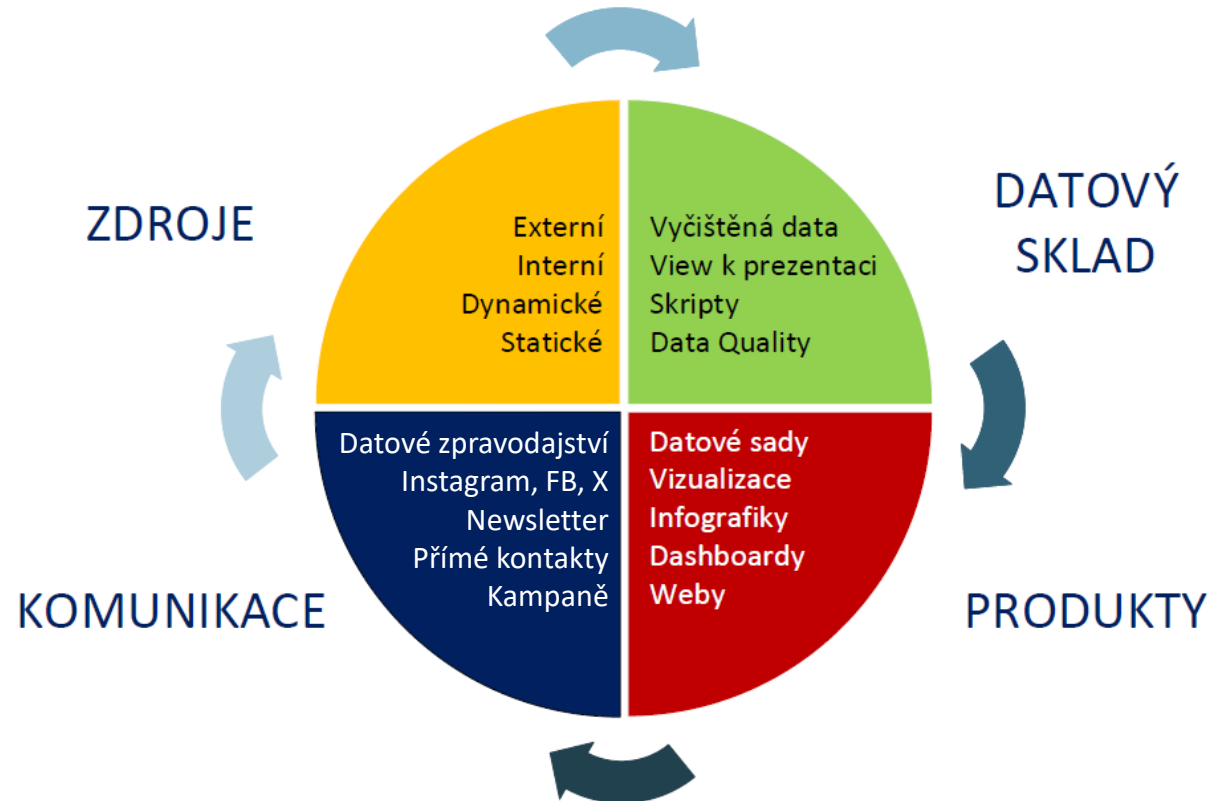 ZDROJE
Externí
Interní
Dynamické
Statické
DATOVÝ
SKLAD
Vyčištěná data
View k prezentaci
Skripty
Data Quality
PRODUKTY
Datové sady
Vizualizace
Infografiky
Dashboardy
Weby
KOMUNIKACE
Datové zpravodajství
Instagram, FB, X
Newsletter
Přímé kontakty
Kampaně